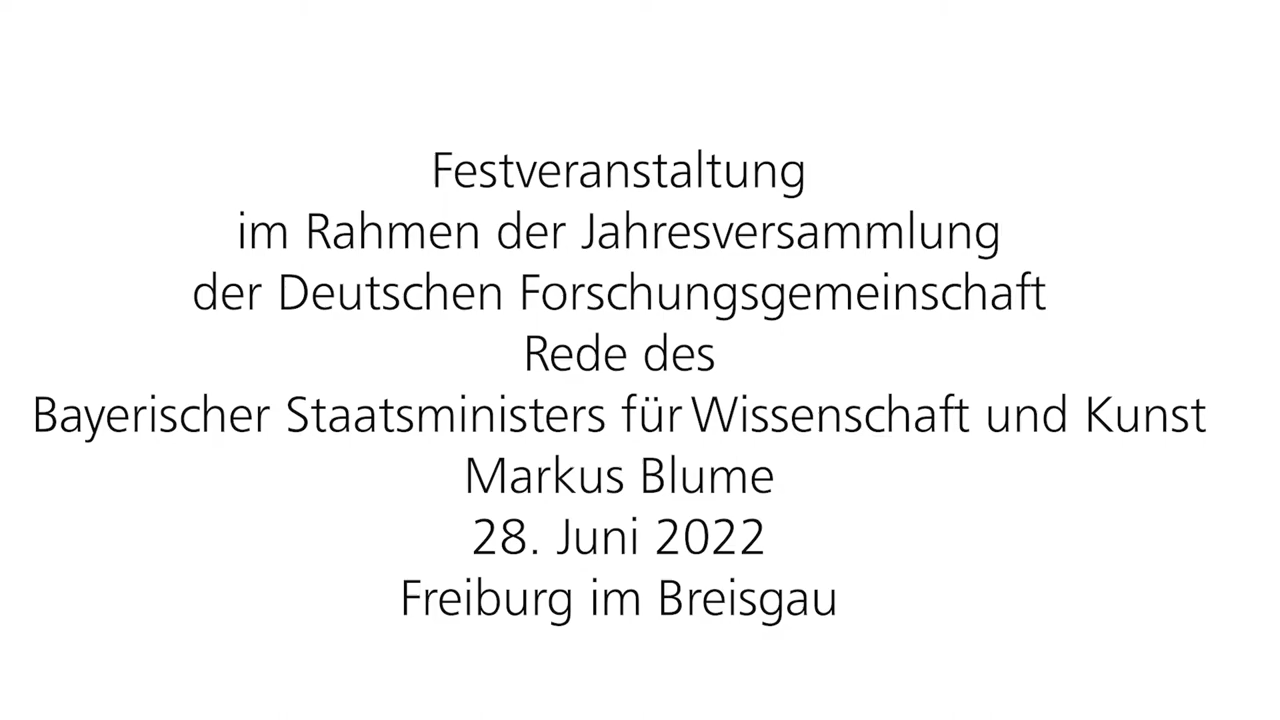 Festveranstaltung
im Rahmen der Jahresversammlung
der Deutschen Forschungsgemeinschaft
Rede des
Bayerischer Staatsministers für Wissenschaft und Kunst
Markus Blume
28. Juni 2022
Freiburg im Breisgau